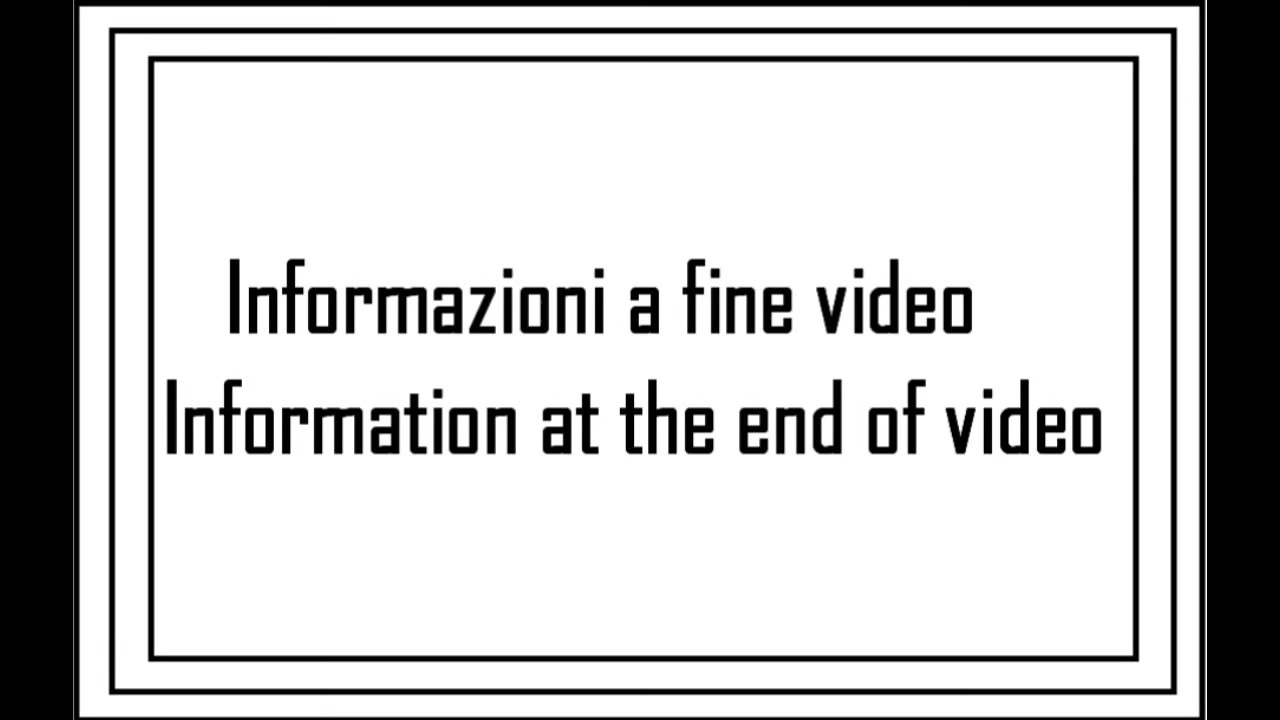 Informazioni a fine video
Information at the end of video